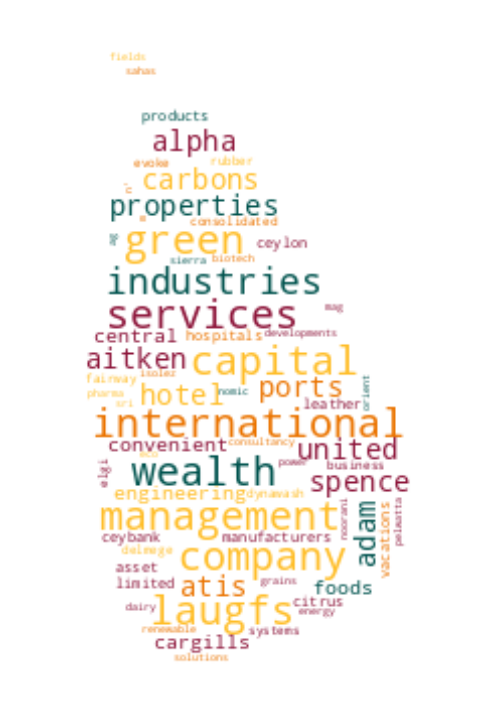 fields
sahas
products
alpha
evoke rubber
carbons
c
properties
consolidated
green ceylon
ag
sierra biotech
industries
services mag
central hospitals developments
aitken capital
fairway isolez
pharma hotel nomic ports orient
sri leather
international
convenient consultancy united
eco
elgi wealth power business
spence
engineering dynawash
management noorani adam vacations pelwatta
ceybank manufacturers
delmege company
asset
limited atis grains foods
dairy laugfs citrus
energy
renewable systems
cargills
solutions